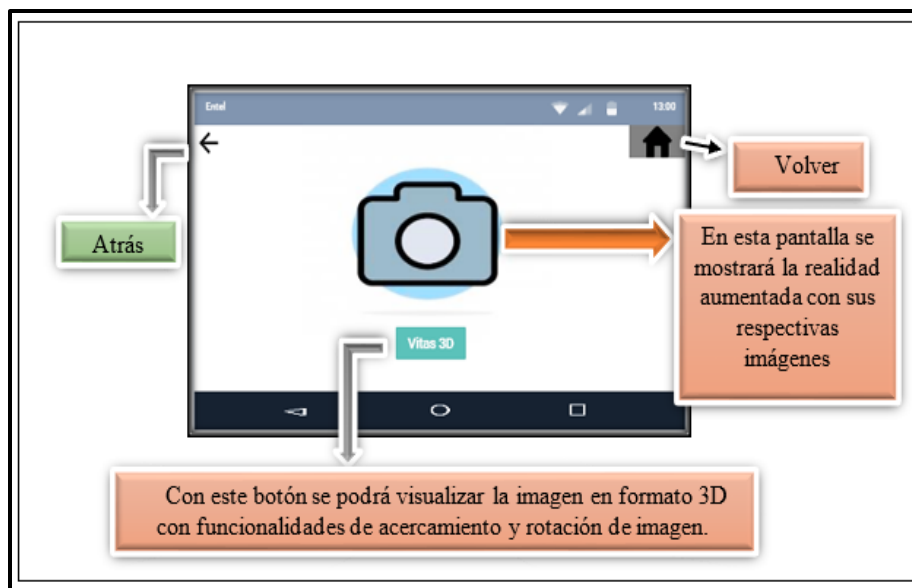 Entel
13:00
Volver
Atrás
En esta pantalla se
mostrará la realidad
aumentada con sus
respectivas
imágenes
Vitas 3D
Con este botón se podrá visualizar la imagen en formato 3D
con funcionalidades de acercamiento y rotación de imagen.